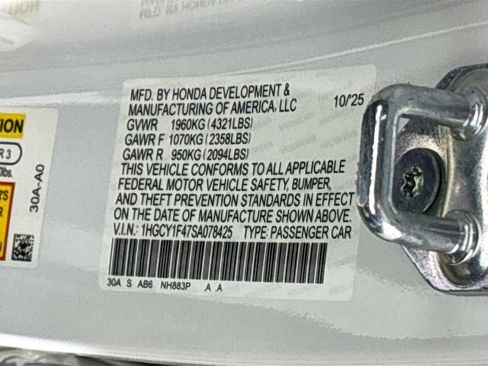 MFD. BY HONDA DEVELOPMENT &
MANUFACTURING OF AMERICA, LLC 10/25
GVWR 1960KG (4321LBS)
GAWR F 1070KG (2358LBS)
GAWR R 950KG (2094LBS)
THIS VEHICLE CONFORMS TO ALL APPLICABLE
FEDERAL MOTOR VEHICLE SAFETY, BUMPER,
AND THEFT PREVENTION STANDARDS IN EFFECT
ON THE DATE OF MANUFACTURE SHOWN ABOVE.
V.I.N.: 1HGCY1F47SA078425 TYPE: PASSENGER CAR
30A S AB6 NH883P A A
30A-A0
R 3
lbs.